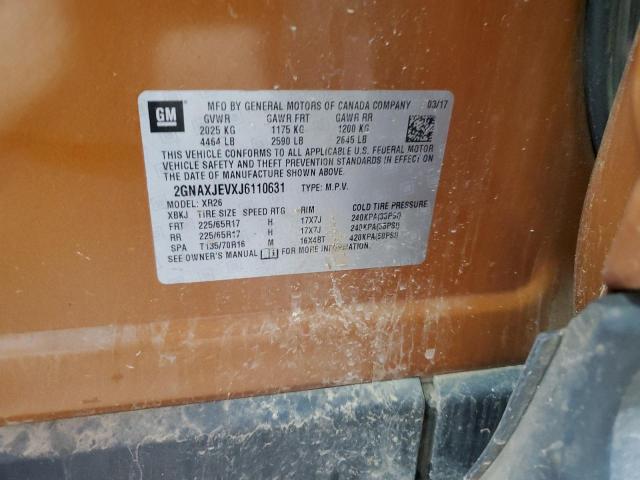 GM
MFD BY GENERAL MOTORS OF CANADA COMPANY 03/17
GVWR GAWR FRT GAWR RR
2025 KG 1175 KG 1200 KG
4464 LB 2590 LB 2645 LB
THIS VEHICLE CONFORMS TO ALL APPLICABLE U.S. FEDERAL MOTOR
VEHICLE SAFETY AND THEFT PREVENTION STANDARDS IN EFFECT
ON THE DATE OF MANUFACTURE SHOWN ABOVE.
2GNAXJEVXJ6110631 TYPE: M.P.V.
MODEL: XR26
XBKJ TIRE SIZE SPEED RTG RIM COLD TIRE PRESSURE
FRT 225/65R17 H 17X7J 240KPA(35PSI)
RR 225/65R17 H 17X7J 240KPA(35PSI)
SPA T135/70R16 M 16X4BT 420KPA(60PSI)
SEE OWNER'S MANUAL FOR MORE INFORMATION.